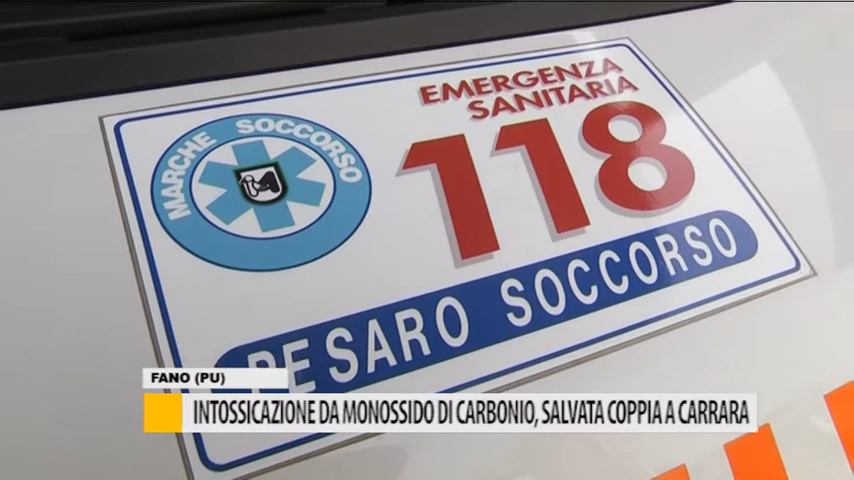 EMERGENZA
SANITARIA
MARCHE SOCCORSO
118
PESARO SOCCORSO
FANO (PU)
INTOSSICAZIONE DA MONOSSIDO DI CARBONIO, SALVATA COPPIA A CARRARA